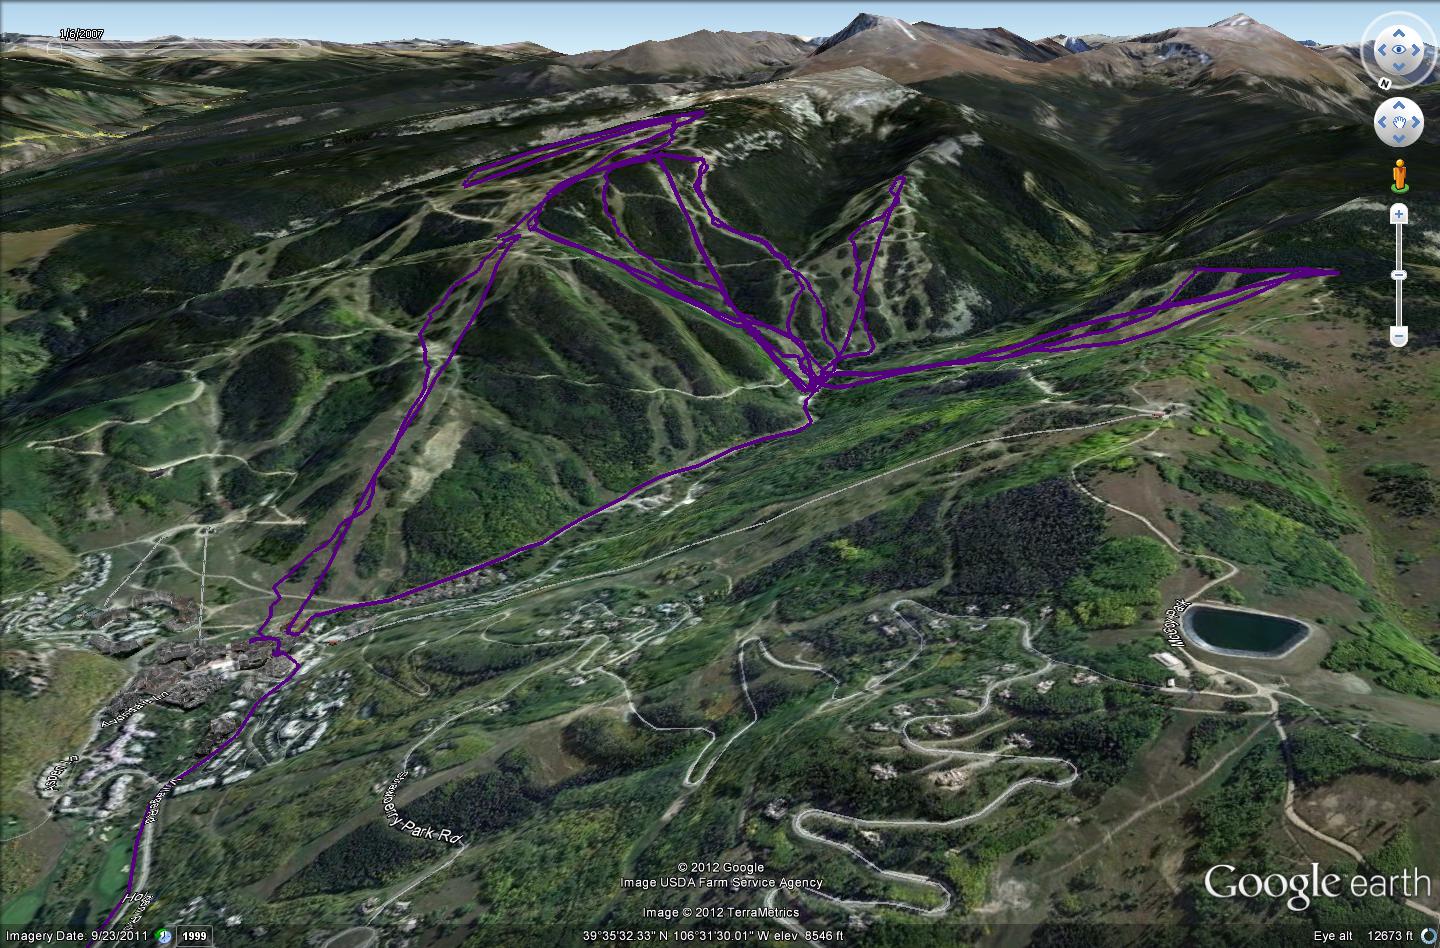 1/6/2007
N
McCoy Park
Strawberry Park Rd
© 2012 Google
Image USDA Farm Service Agency
Image © 2012 TerraMetrics
Google earth
Imagery Date: 9/23/2011
1999
39°35'32.33" N 106°31'30.01" W elev 8546 ft
Eye alt 12673 ft